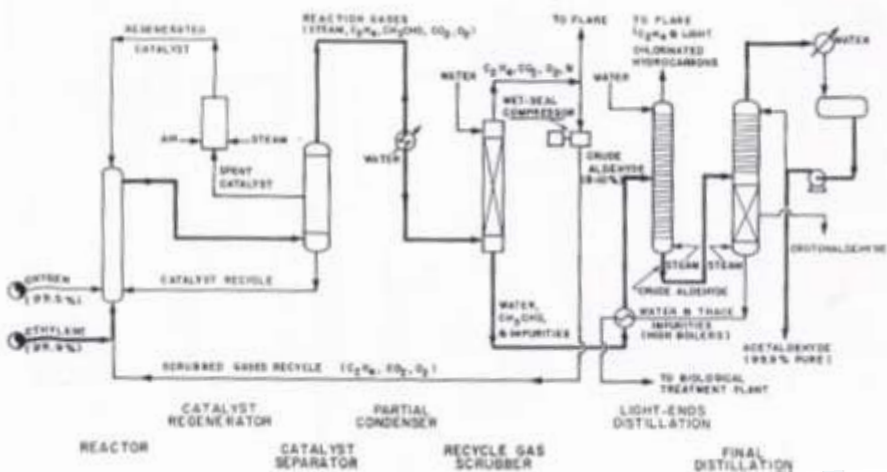 REGENERATED
CATALYST
REACTION GASES
(STEAM, C2H4, CH3CHO, CO2, O2)
TO FLARE
TO FLARE
C2H4 & LIGHT
CHLORINATED
HYDROCARBONS
WATER
WATER
C2H4, CO2, O2, N
WATER
WET-SEAL
COMPRESSOR
AIR
STEAM
WATER
CRUDE
ALDEHYDE
(8-10%)
SPENT
CATALYST
CROTONALDEHYDE
STEAM
STEAM
OXYGEN
(99.5%)
CATALYST RECYCLE
CRUDE ALDEHYDE
WATER,
CH3CHO,
& IMPURITIES
WATER & TRACE
IMPURITIES
(HIGH BOILERS)
ETHYLENE
(99.9%)
ACETALDEHYDE
(99.9% PURE)
SCRUBBED GASES RECYCLE (C2H4, CO2, O2)
TO BIOLOGICAL
TREATMENT PLANT
CATALYST
REGENERATOR
PARTIAL
CONDENSER
LIGHT-ENDS
DISTILLATION
REACTOR
CATALYST
SEPARATOR
RECYCLE GAS
SCRUBBER
FINAL
DISTILLATION